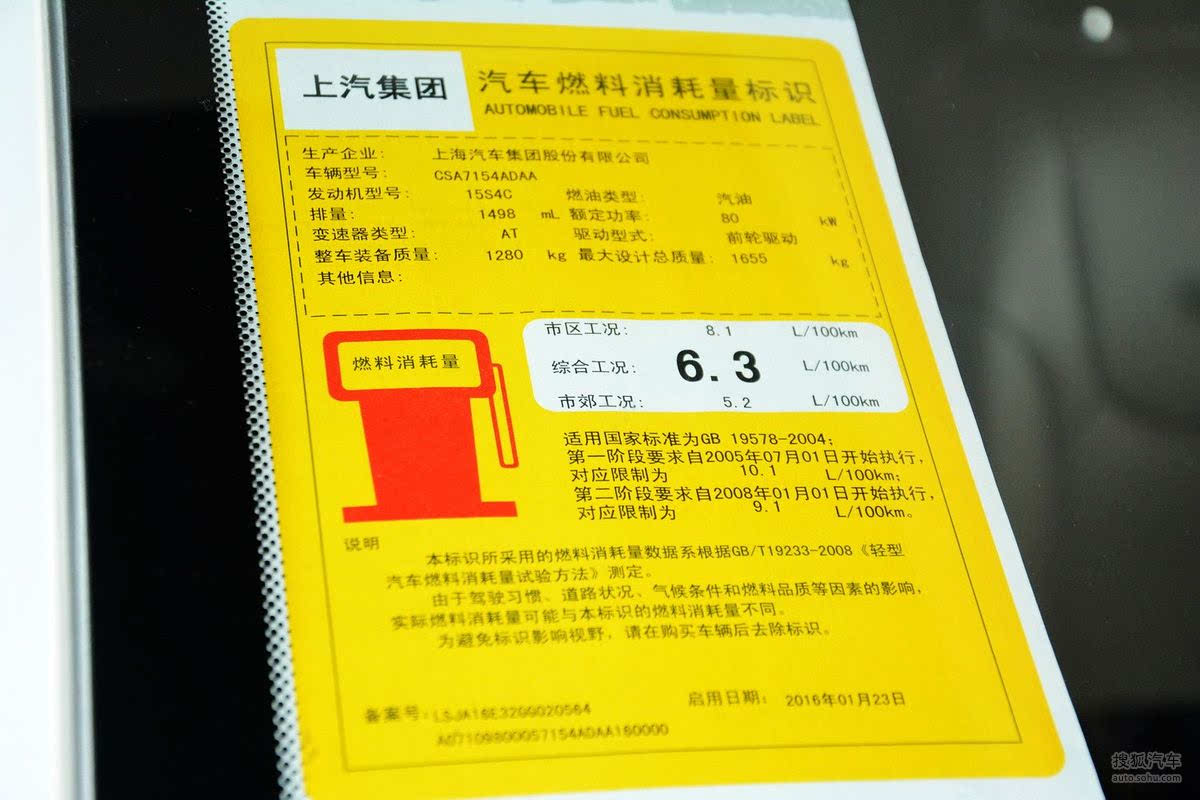 上汽集团
汽车燃料消耗量标识
AUTOMOBILE FUEL CONSUMPTION LABEL
生产企业: 上海汽车集团股份有限公司
车辆型号: CSA7154ADAA
发动机型号: 15S4C 燃油类型: 汽油
排量: 1498 mL 额定功率: 80 kW
变速器类型: AT 驱动型式: 前轮驱动
整车装备质量: 1280 kg 最大设计总质量: 1655 kg
其他信息:
燃料消耗量
市区工况: 8.1 L/100km
综合工况: 6.3 L/100km
市郊工况: 5.2 L/100km
适用国家标准为GB 19578-2004;
第一阶段要求自2005年07月01日开始执行,
对应限制为 10.1 L/100km;
第二阶段要求自2008年01月01日开始执行,
对应限制为 9.1 L/100km。
说明
本标识所采用的燃料消耗量数据系根据GB/T19233-2008《轻型
汽车燃料消耗量试验方法》测定。
由于驾驶习惯、道路状况、气候条件和燃料品质等因素的影响,
实际燃料消耗量可能与本标识的燃料消耗量不同。
为避免标识影响视野,请在购买车辆后去除标识。
备案号: 启用日期: 2016年01月23日
搜狐汽车
auto.sohu.com